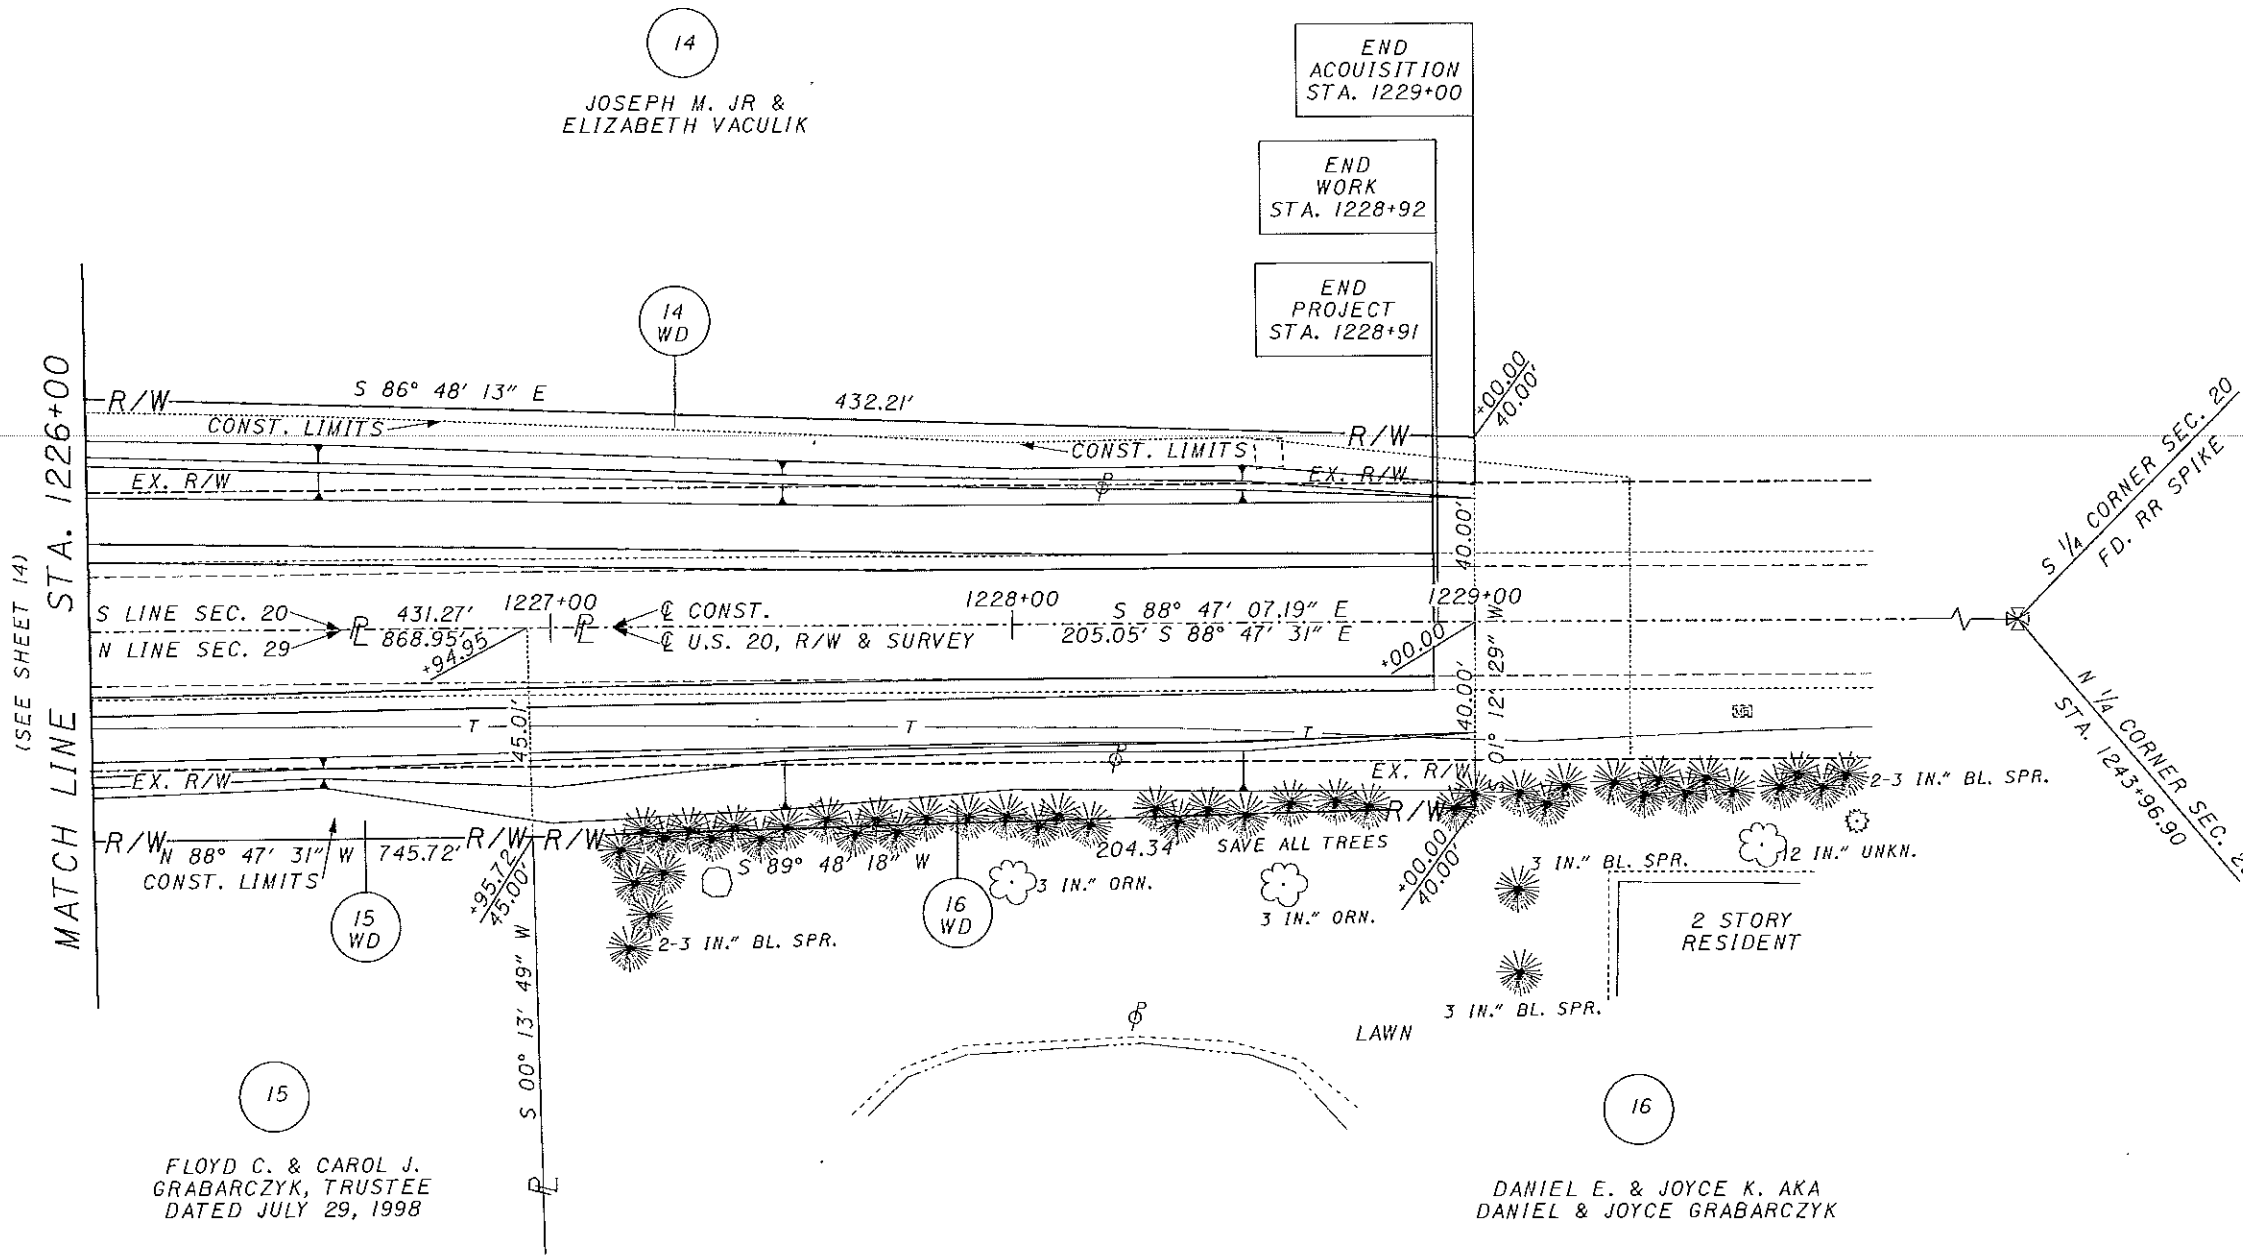 14
JOSEPH M. JR &
ELIZABETH VACULIK
END
ACQUISITION
STA. 1229+00
END
WORK
STA. 1228+92
END
PROJECT
STA. 1228+91
14
WD
+00.00
40.00'
R/W
S 86° 48' 13" E
432.21'
R/W
CONST. LIMITS
CONST. LIMITS
EX. R/W
EX. R/W
S 1/4 CORNER SEC. 20
FD. RR SPIKE
(SEE SHEET 14)
MATCH LINE STA. 1226+00
40.00'
S LINE SEC. 20
N LINE SEC. 29
431.27'
868.95'
+94.95
1227+00
℄ CONST.
℄ U.S. 20, R/W & SURVEY
1228+00
S 88° 47' 07.19" E
205.05' S 88° 47' 31" E
1229+00
+00.00
40.00'
S 01° 12' 29" W
N 1/4 CORNER SEC.
STA. 1243+96.90
45.01'
T
T
T
EX. R/W
EX. R/W
R/W
R/W
R/W
R/W
N 88° 47' 31" W
745.72'
CONST. LIMITS
+95.72
45.00'
S 89° 48' 18" W
204.34'
SAVE ALL TREES
+00.00
40.00'
2-3 IN." BL. SPR.
3 IN." BL. SPR.
12 IN." UNKN.
3 IN." ORN.
3 IN." ORN.
2-3 IN." BL. SPR.
15
WD
16
WD
2 STORY
RESIDENT
3 IN." BL. SPR.
LAWN
S 00° 13' 49" W
15
FLOYD C. & CAROL J.
GRABARCZYK, TRUSTEE
DATED JULY 29, 1998
16
DANIEL E. & JOYCE K. AKA
DANIEL & JOYCE GRABARCZYK